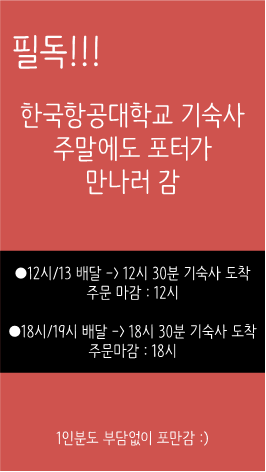 필독!!!
한국항공대학교 기숙사
주말에도 포터가
만나러 감
●12시/13 배달 -> 12시 30분 기숙사 도착
주문 마감 : 12시
●18시/19시 배달 -> 18시 30분 기숙사 도착
주문마감 : 18시
1인분도 부담없이 포만감 :)